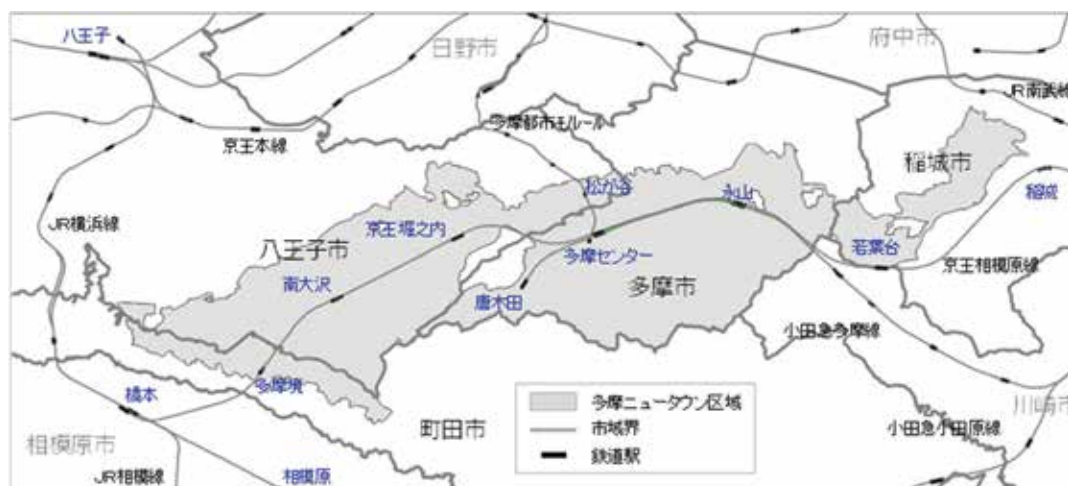 八王子
日野市
府中市
JR南武線
多摩都市モルール
京王本線
稲城市
松が谷
永山
稲城
JR横浜線
京王堀之内
八王子市
若葉台
多摩センター
京王相模原線
南大沢
多摩市
唐木田
小田急多摩線
多摩境
橋本
多摩ニュータウン区域
川崎市
町田市
市域界
小田急小田原線
相模原市
鉄道駅
JR相模線
相模原